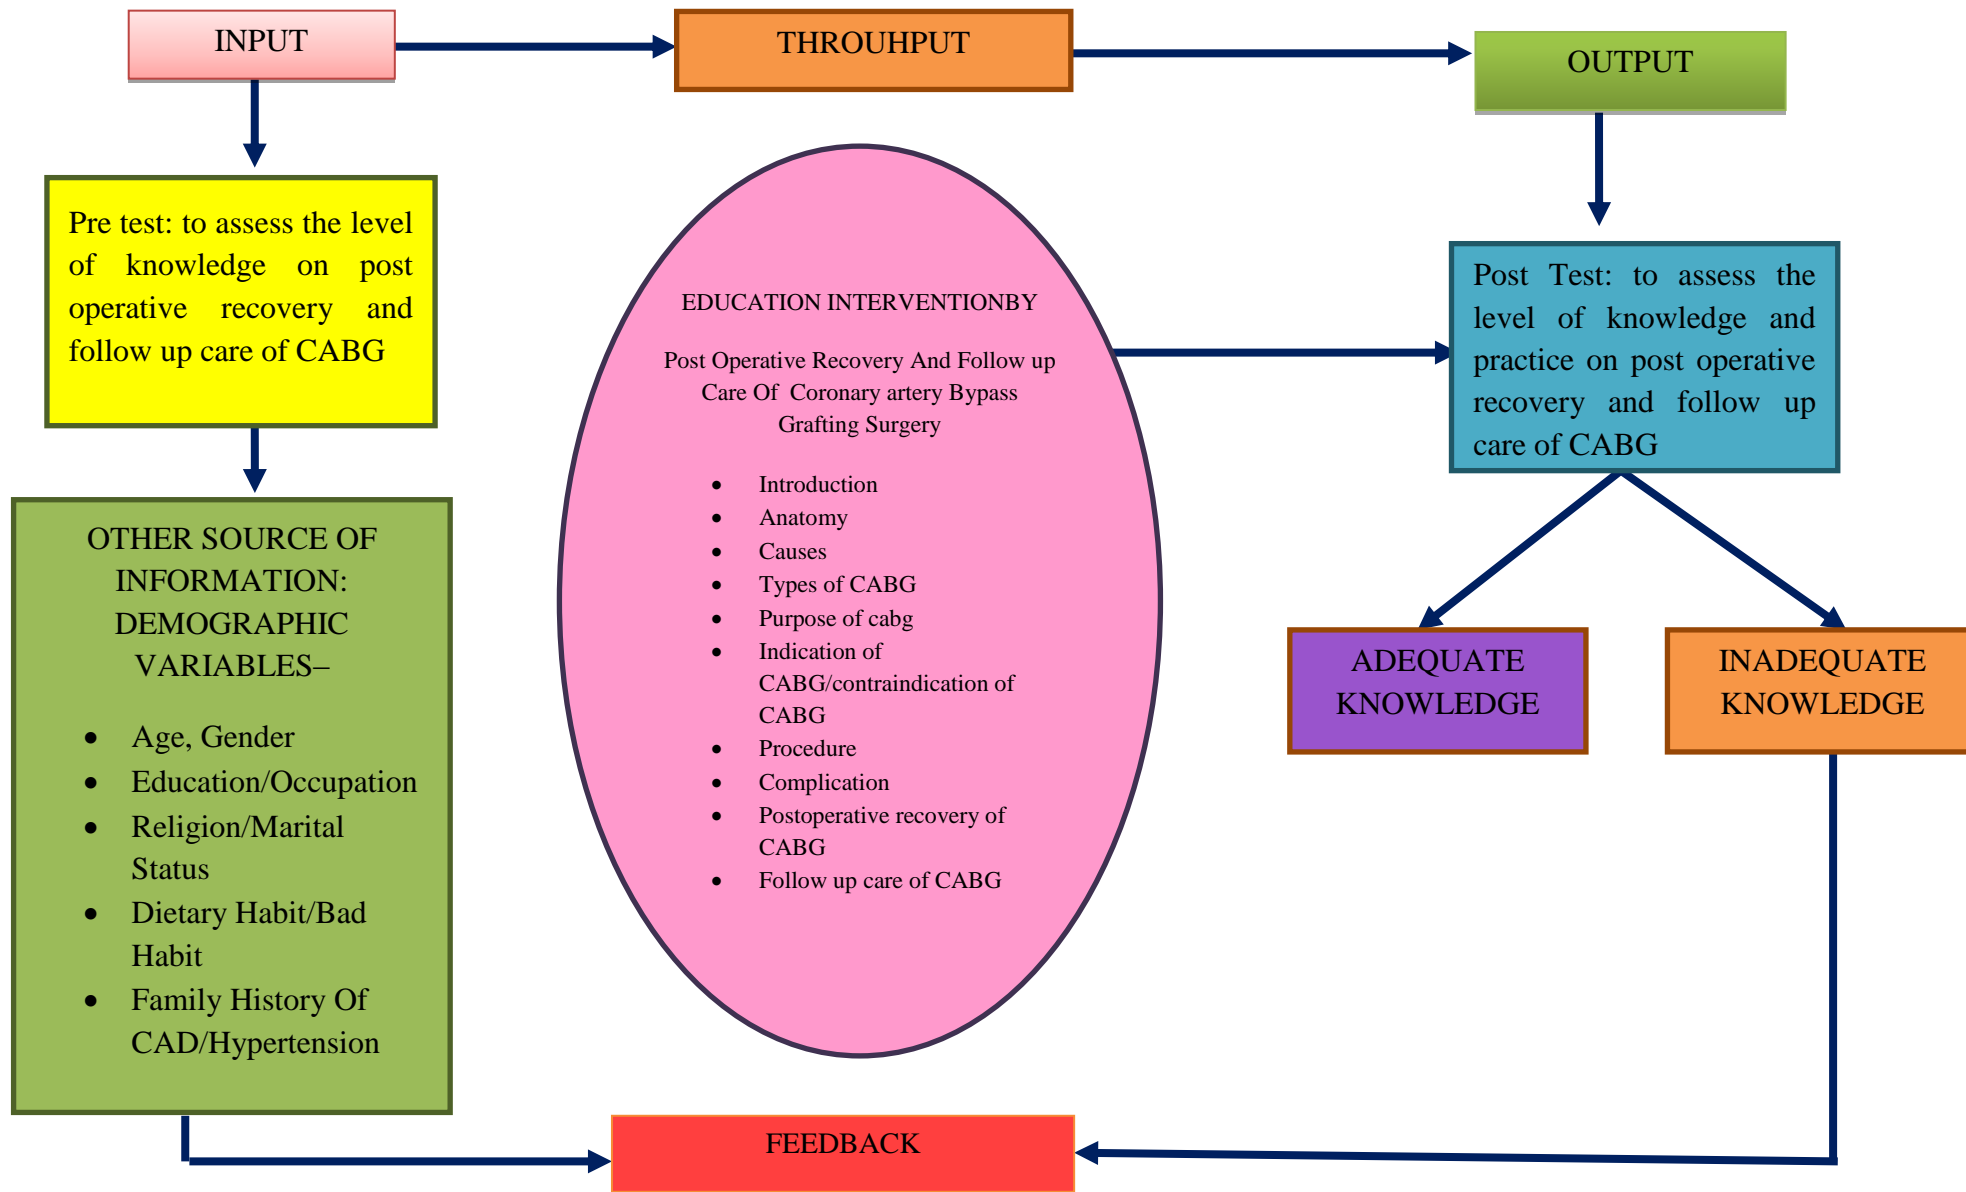 INPUT
THROUHPUT
OUTPUT
Pre test: to assess the level
of knowledge on post
operative recovery and
follow up care of CABG
OTHER SOURCE OF
INFORMATION:
DEMOGRAPHIC
VARIABLES–
• Age, Gender
• Education/Occupation
• Religion/Marital
Status
• Dietary Habit/Bad
Habit
• Family History Of
CAD/Hypertension
EDUCATION INTERVENTIONBY
Post Operative Recovery And Follow up
Care Of Coronary artery Bypass
Grafting Surgery
• Introduction
• Anatomy
• Causes
• Types of CABG
• Purpose of cabg
• Indication of
CABG/contraindication of
CABG
• Procedure
• Complication
• Postoperative recovery of
CABG
• Follow up care of CABG
Post Test: to assess the
level of knowledge and
practice on post operative
recovery and follow up
care of CABG
ADEQUATE
KNOWLEDGE
INADEQUATE
KNOWLEDGE
FEEDBACK